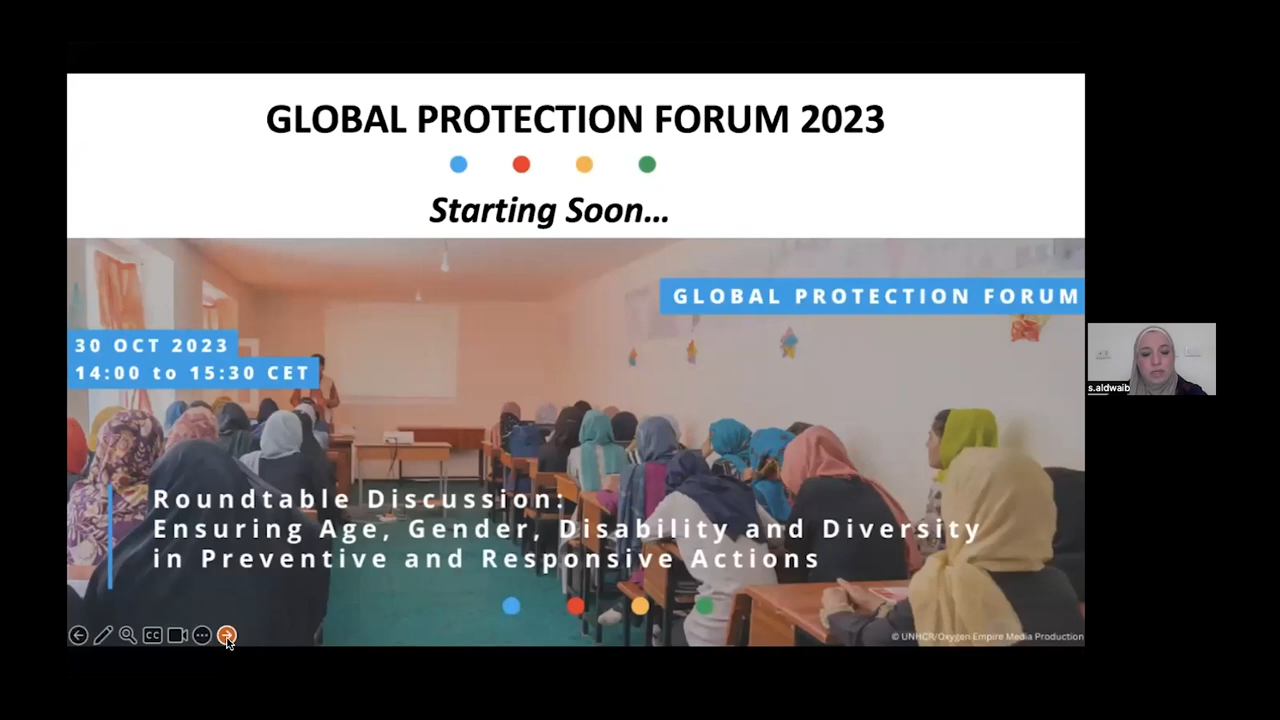 GLOBAL PROTECTION FORUM 2023
Starting Soon...
GLOBAL PROTECTION FORUM
30 OCT 2023
14:00 to 15:30 CET
s.aldwaib
Roundtable Discussion:
Ensuring Age, Gender, Disability and Diversity
in Preventive and Responsive Actions
CC
© UNHCR/Oxygen Empire Media Production